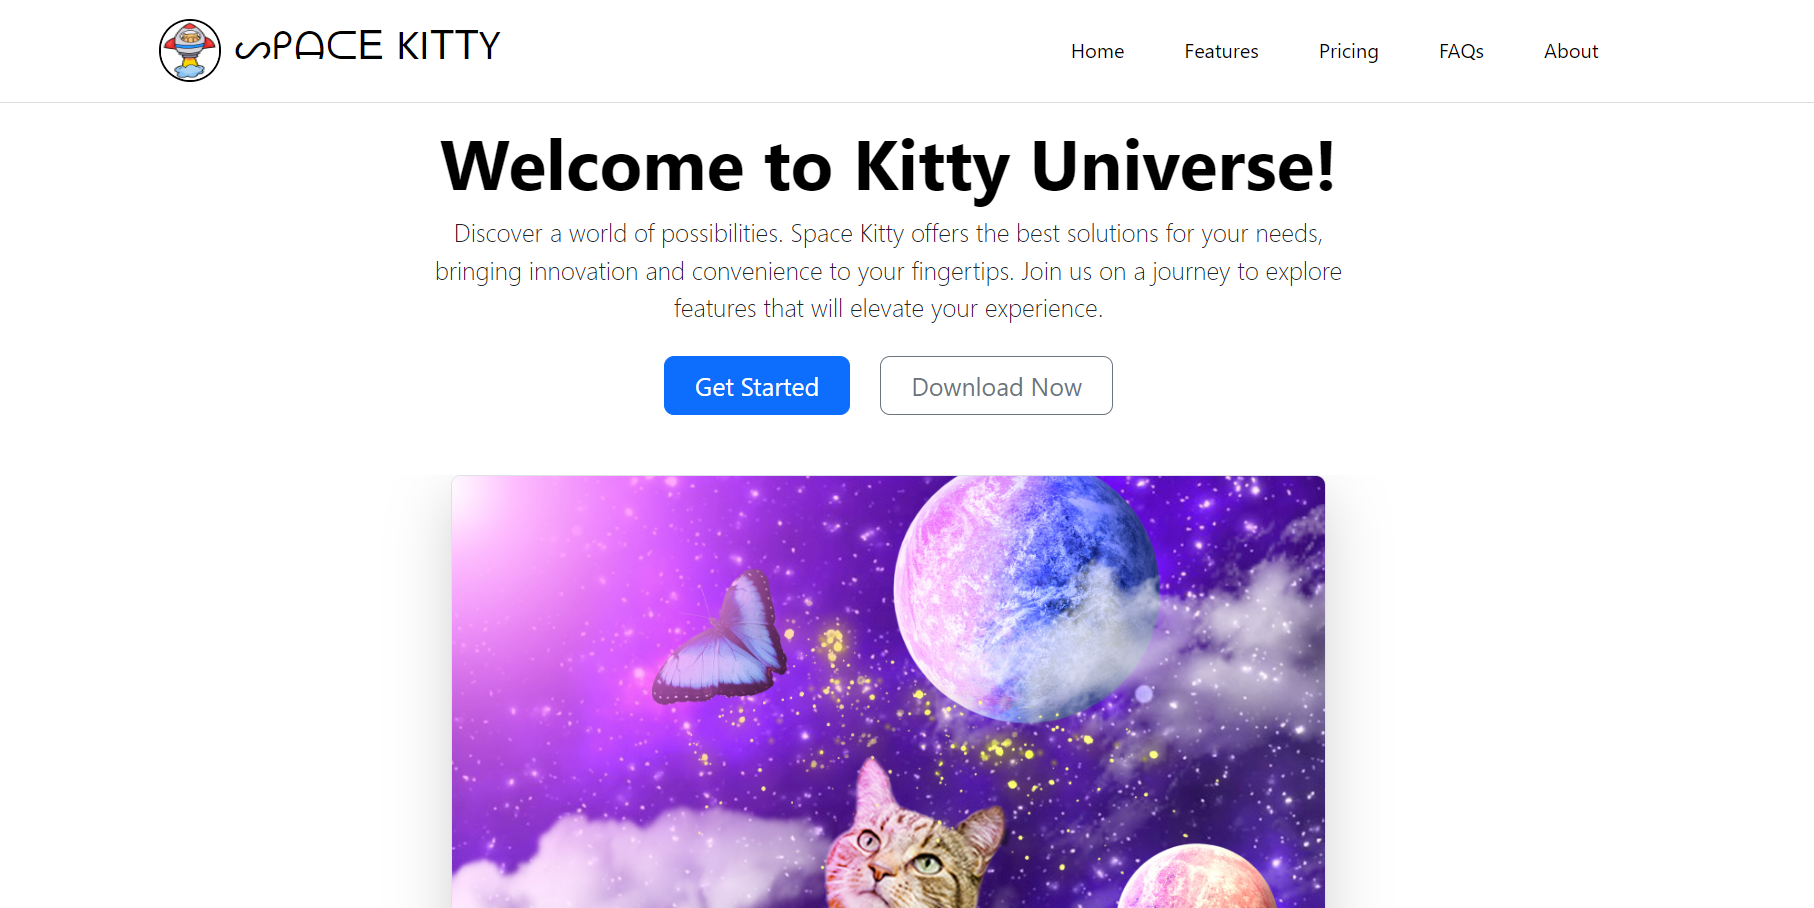 ᔕᑭᗩᑕE KITTY
Home Features Pricing FAQs About
Welcome to Kitty Universe!
Discover a world of possibilities. Space Kitty offers the best solutions for your needs,
bringing innovation and convenience to your fingertips. Join us on a journey to explore
features that will elevate your experience.
Get Started Download Now